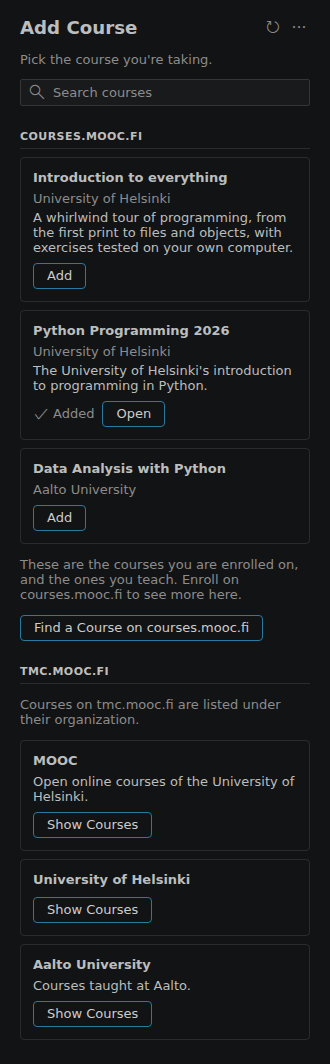 Add Course
Pick the course you're taking.
Search courses
COURSES.MOOC.FI
Introduction to everything
University of Helsinki
A whirlwind tour of programming, from
the first print to files and objects, with
exercises tested on your own computer.
Add
Python Programming 2026
University of Helsinki
The University of Helsinki's introduction
to programming in Python.
Added Open
Data Analysis with Python
Aalto University
Add
These are the courses you are enrolled on,
and the ones you teach. Enroll on
courses.mooc.fi to see more here.
Find a Course on courses.mooc.fi
TMC.MOOC.FI
Courses on tmc.mooc.fi are listed under
their organization.
MOOC
Open online courses of the University of
Helsinki.
Show Courses
University of Helsinki
Show Courses
Aalto University
Courses taught at Aalto.
Show Courses